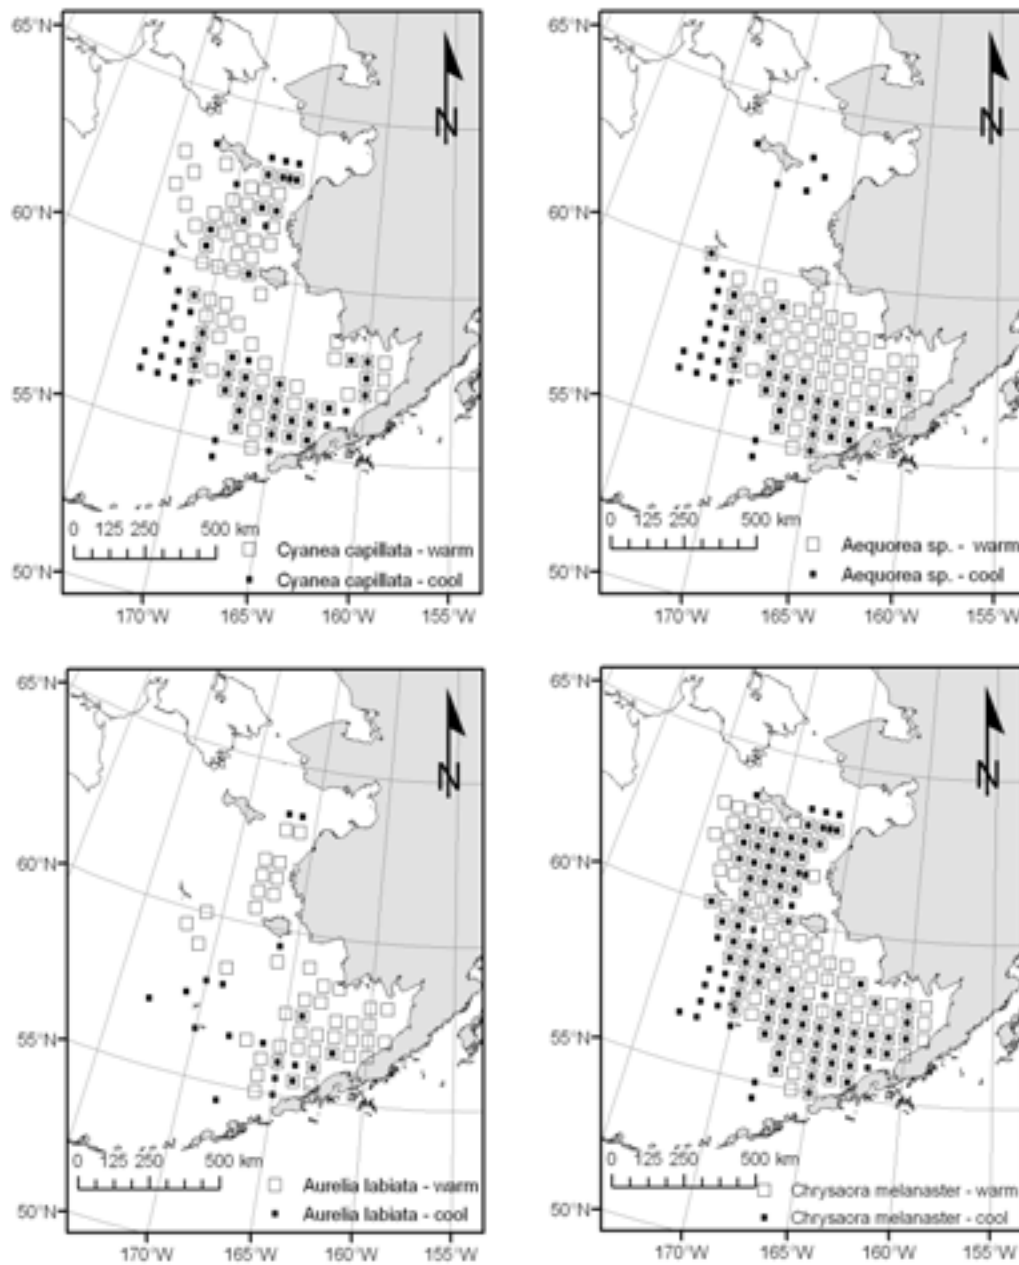 65°N
60°N
55°N
50°N
N
0 125 250 500 km
Cyanea capillata - warm
Cyanea capillata - cool
170°W 165°W 160°W 155°W
65°N
60°N
55°N
50°N
N
0 125 250 500 km
Aequorea sp. - warm
Aequorea sp. - cool
170°W 165°W 160°W 155°W
65°N
60°N
55°N
50°N
N
0 125 250 500 km
Aurelia labiata - warm
Aurelia labiata - cool
170°W 165°W 160°W 155°W
65°N
60°N
55°N
50°N
N
0 125 250 500 km
Chrysaora melanaster - warm
Chrysaora melanaster - cool
170°W 165°W 160°W 155°W